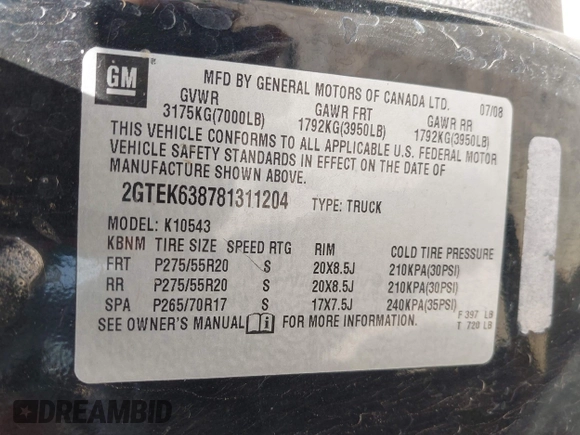 GM
MFD BY GENERAL MOTORS OF CANADA LTD. 07/08
GVWR GAWR FRT GAWR RR
3175KG(7000LB) 1792KG(3950LB) 1792KG(3950LB)
THIS VEHICLE CONFORMS TO ALL APPLICABLE U.S. FEDERAL MOTOR
VEHICLE SAFETY STANDARDS IN EFFECT ON THE DATE OF
MANUFACTURE SHOWN ABOVE.
2GTEK638781311204 TYPE: TRUCK
MODEL: K10543
KBNM TIRE SIZE SPEED RTG RIM COLD TIRE PRESSURE
FRT P275/55R20 S 20X8.5J 210KPA(30PSI)
RR P275/55R20 S 20X8.5J 210KPA(30PSI)
SPA P265/70R17 S 17X7.5J 240KPA(35PSI)
SEE OWNER'S MANUAL FOR MORE INFORMATION. F 397 LB
T 720 LB
DREAMBID